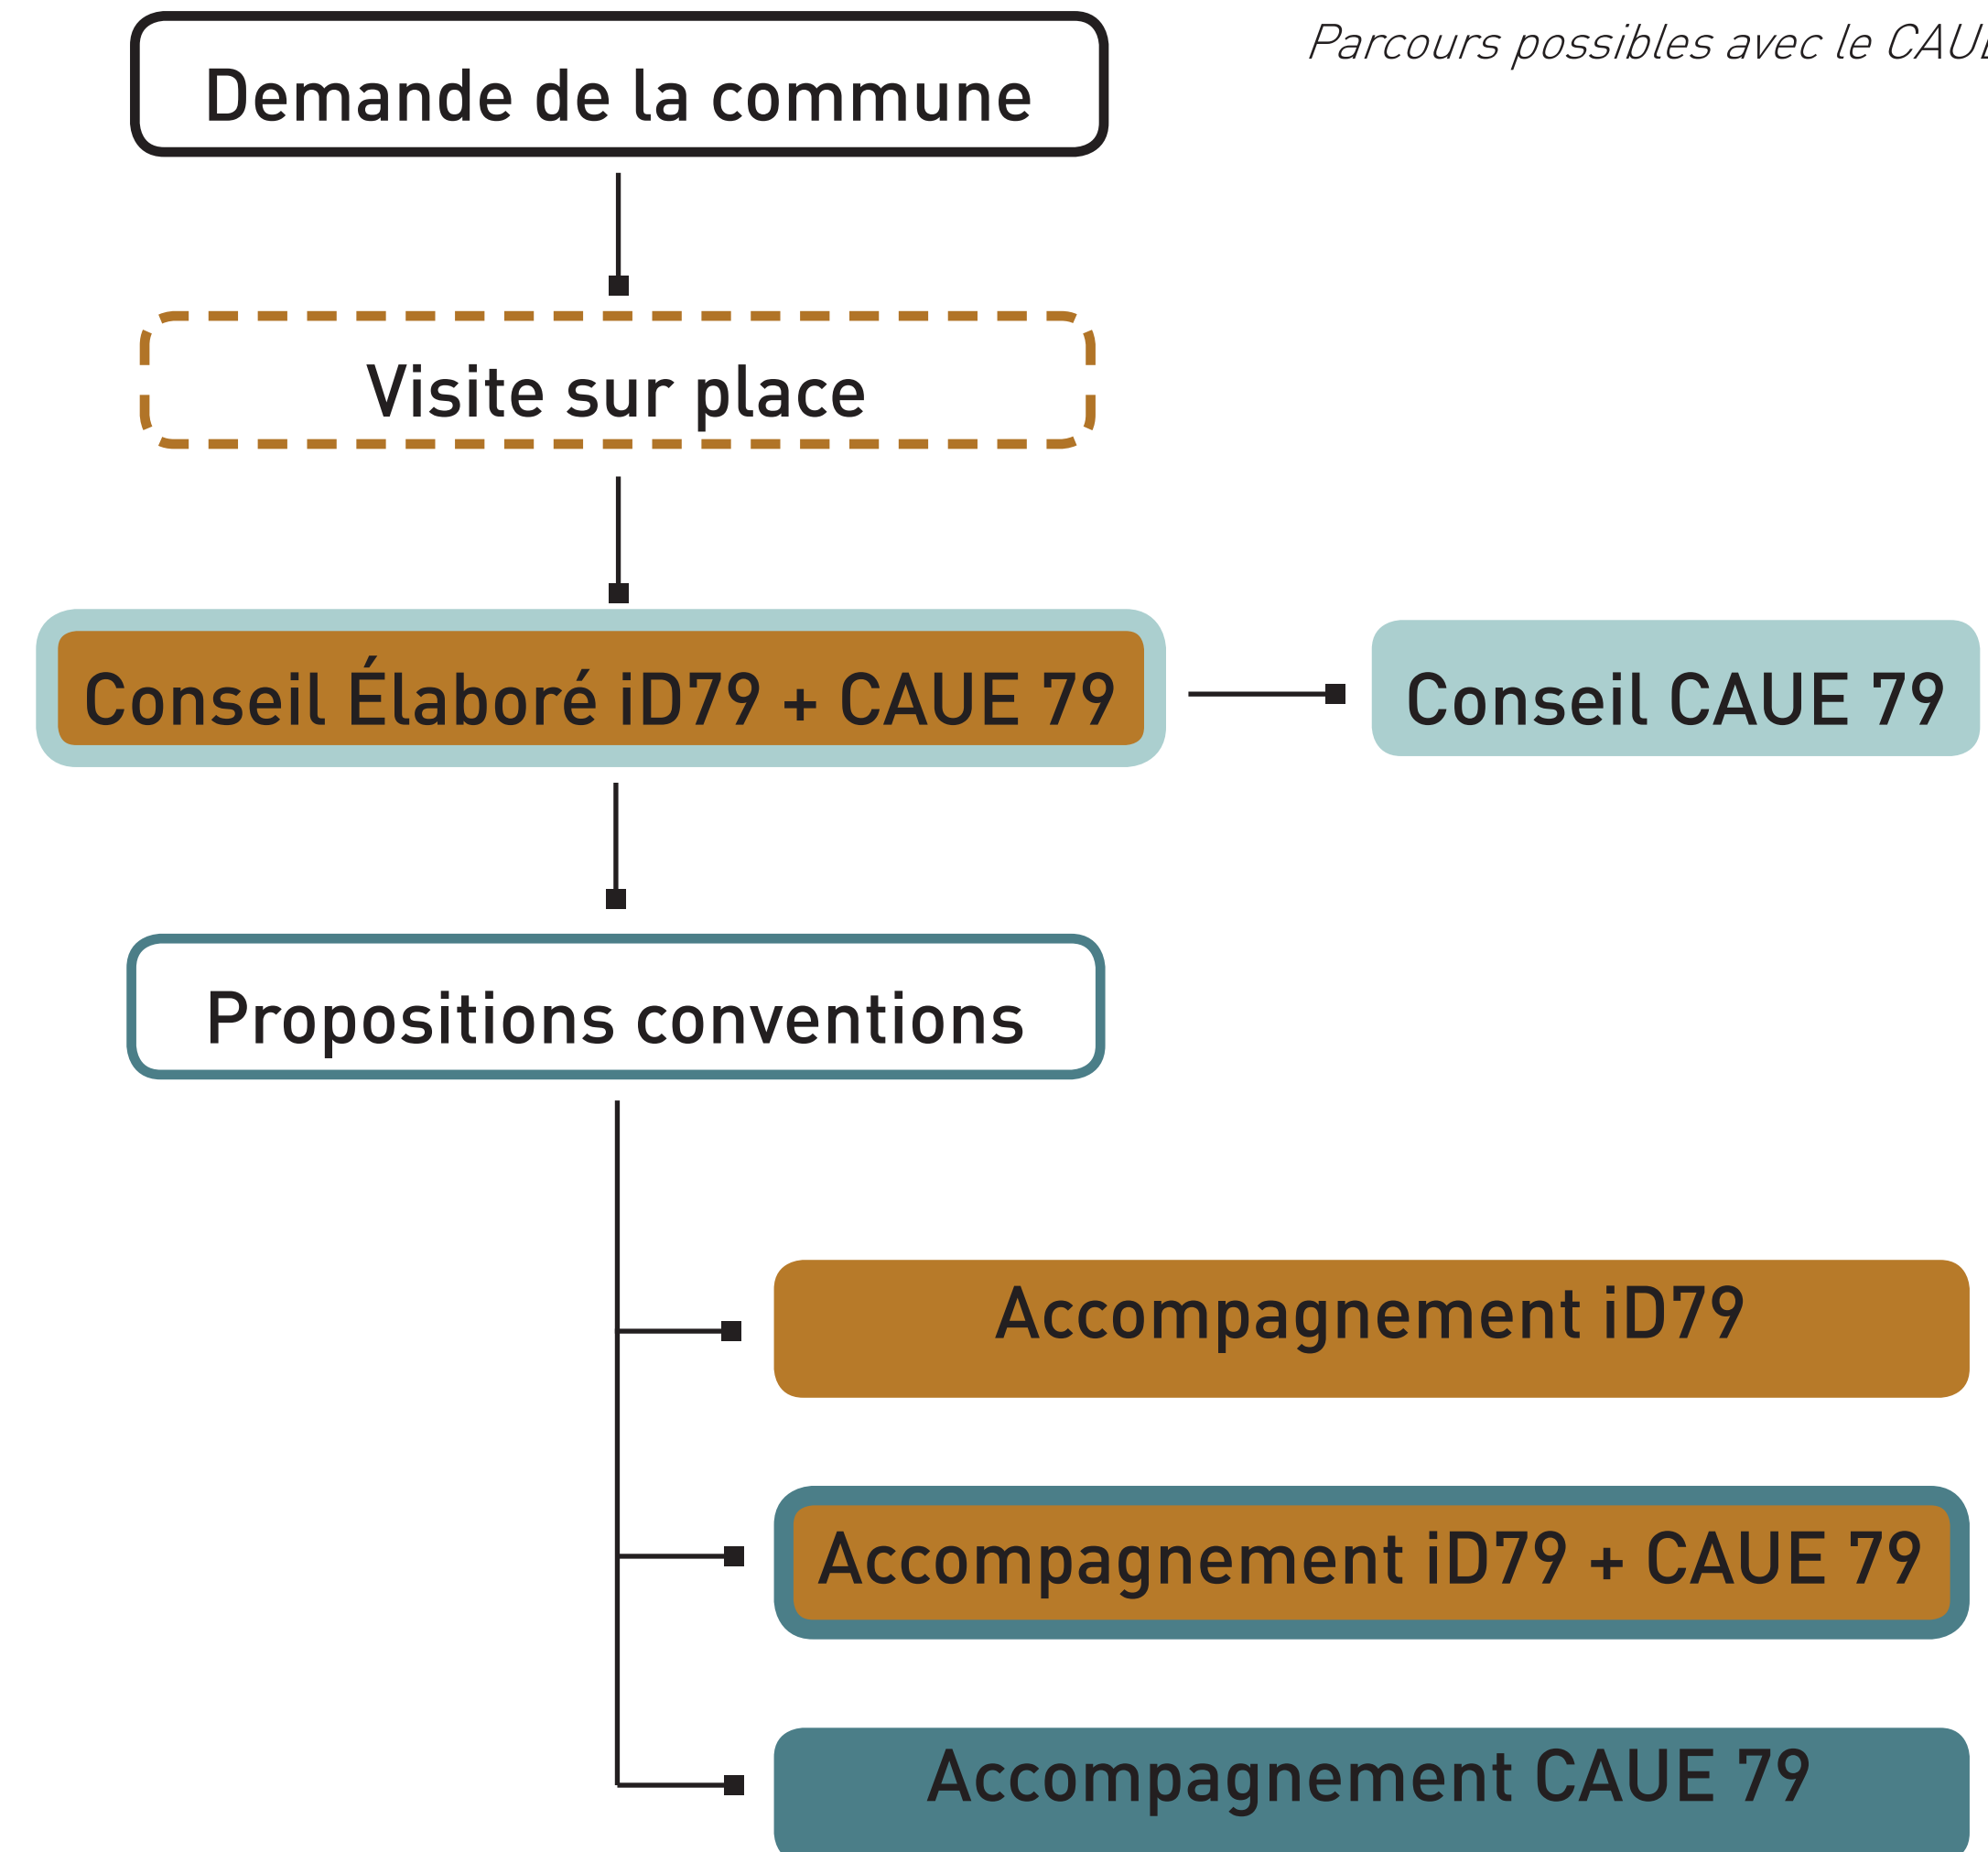 Parcours possibles avec le CAUE
Demande de la commune
Visite sur place
Conseil Élaboré iD79 + CAUE 79
Conseil CAUE 79
Propositions conventions
Accompagnement iD79
Accompagnement iD79 + CAUE 79
Accompagnement CAUE 79